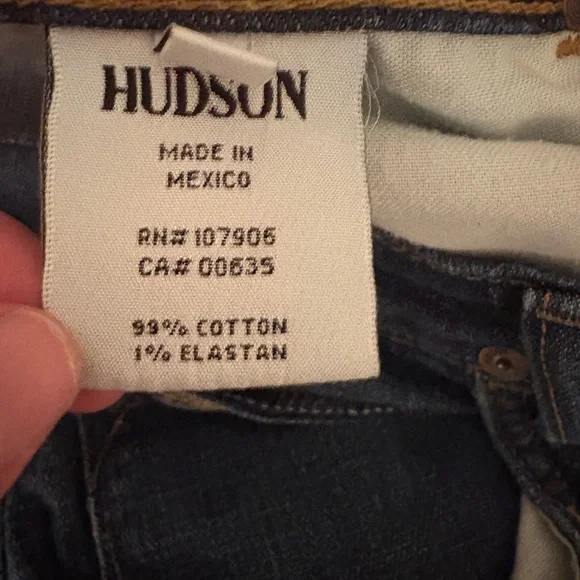 HUDSON
MADE IN
MEXICO
RN# 107906
CA# 00635
99% COTTON
1% ELASTAN